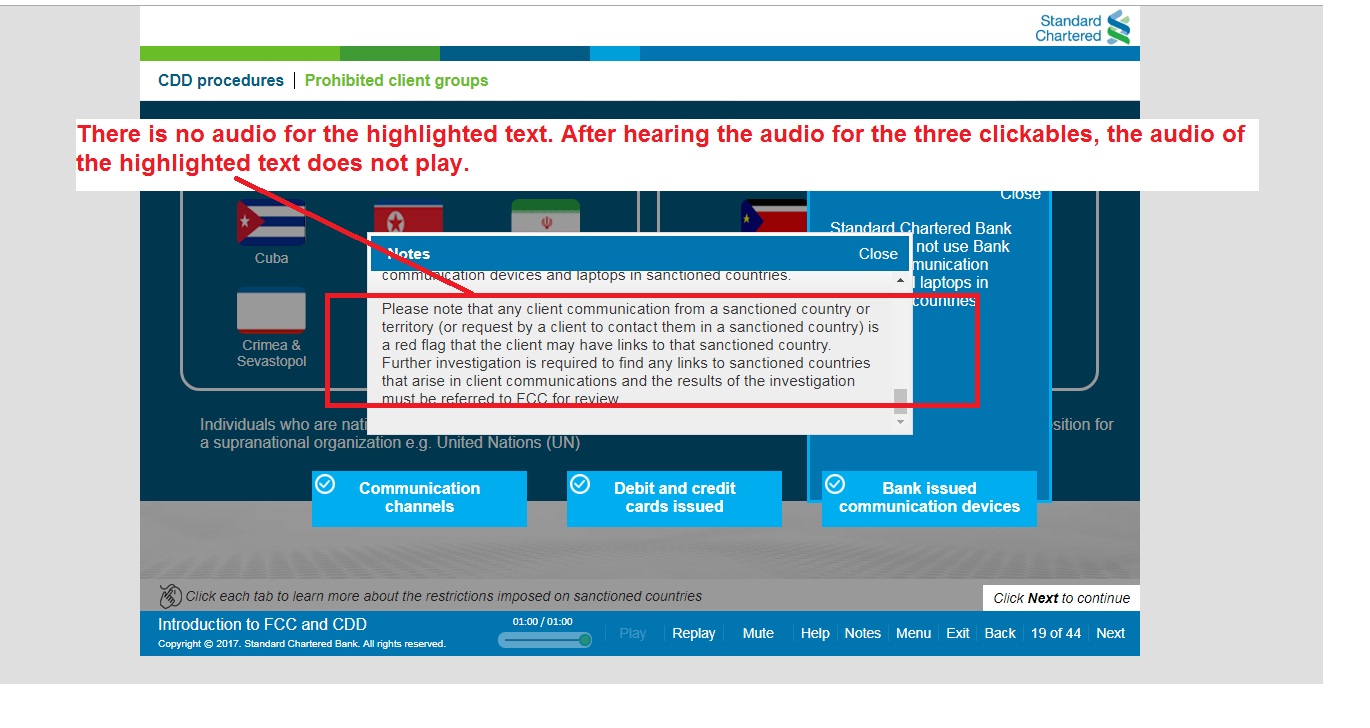 Standard
Chartered
CDD procedures | Prohibited client groups
There is no audio for the highlighted text. After hearing the audio for the three clickables, the audio of
the highlighted text does not play.
Close
Standard Chartered Bank
not use Bank
laptops in
countries
Cuba
Crimea &
Sevastopol
Notes
Close
communication devices and laptops in sanctioned countries.
Please note that any client communication from a sanctioned country or
territory (or request by a client to contact them in a sanctioned country) is
a red flag that the client may have links to that sanctioned country.
Further investigation is required to find any links to sanctioned countries
that arise in client communications and the results of the investigation
must be referred to FCC for review
Individuals who are
for
a supranational organization e.g. United Nations (UN)
Communication
channels
Debit and credit
cards issued
Bank issued
communication devices
Click each tab to learn more about the restrictions imposed on sanctioned countries
Click Next to continue
Introduction to FCC and CDD
Copyright © 2017. Standard Chartered Bank. All rights reserved.
01:00 / 01:00
Play
Replay
Mute
Help
Notes
Menu
Exit
Back
19 of 44
Next